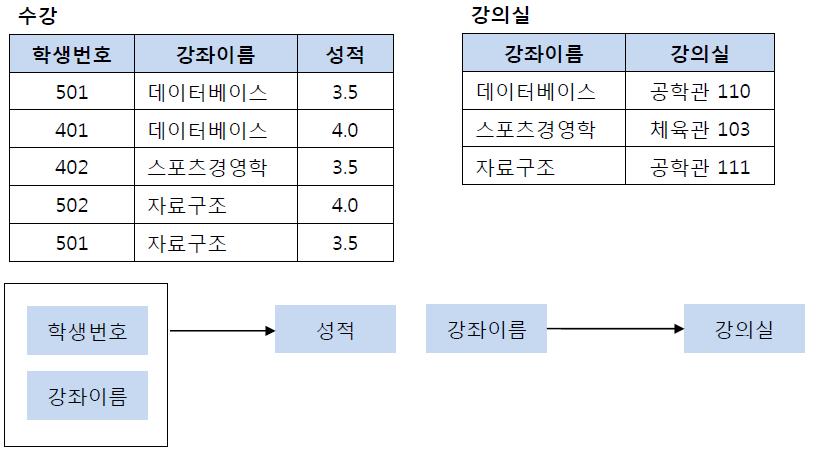 수강
학생번호 강좌이름 성적
501 데이터베이스 3.5
401 데이터베이스 4.0
402 스포츠경영학 3.5
502 자료구조 4.0
501 자료구조 3.5
강의실
강좌이름 강의실
데이터베이스 공학관 110
스포츠경영학 체육관 103
자료구조 공학관 111
학생번호
강좌이름
성적
강좌이름
강의실